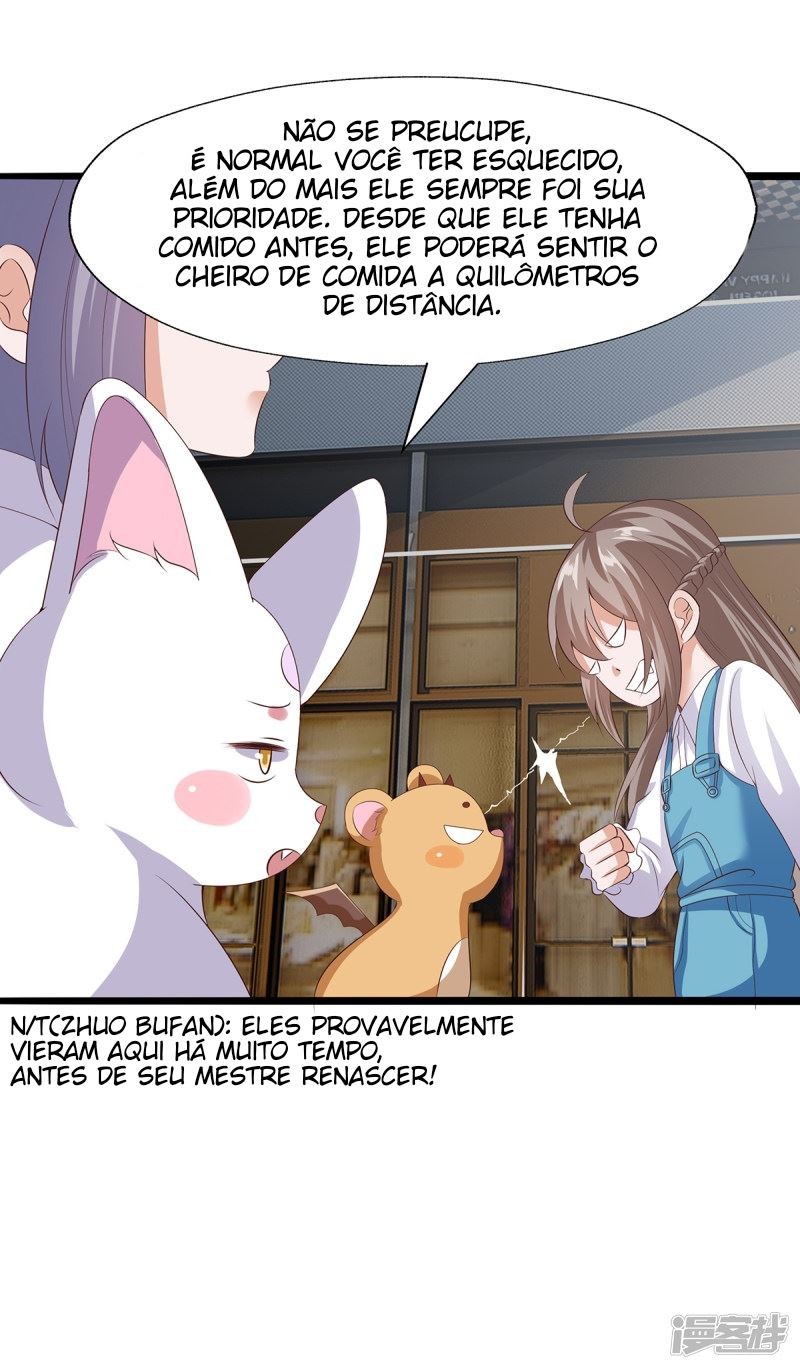 NÃO SE PREUCUPE,
É NORMAL VOCÊ TER ESQUECIDO,
ALÉM DO MAIS ELE SEMPRE FOI SUA
PRIORIDADE. DESDE QUE ELE TENHA
COMIDO ANTES, ELE PODERÁ SENTIR O
CHEIRO DE COMIDA A QUILÔMETROS
DE DISTÂNCIA.
N/T(ZHUO BUFAN): ELES PROVAVELMENTE
VIERAM AQUI HÁ MUITO TEMPO,
ANTES DE SEU MESTRE RENASCER!
漫客栈